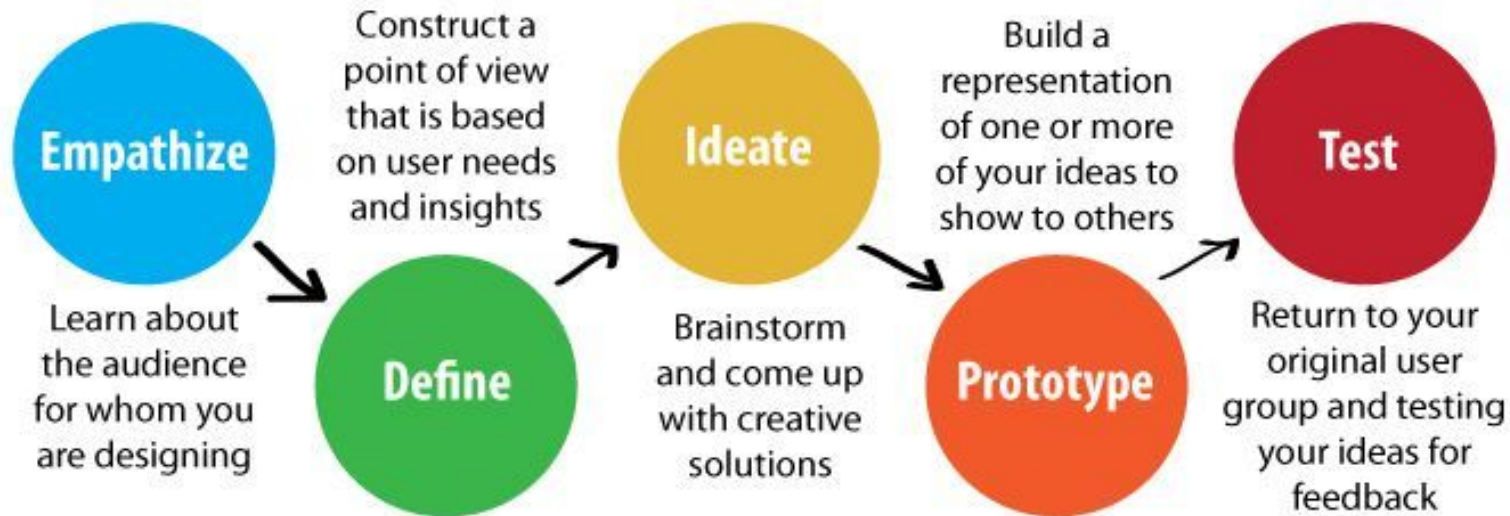 Empathize
Learn about
the audience
for whom you
are designing
Construct a
point of view
that is based
on user needs
and insights
Define
Ideate
Brainstorm
and come up
with creative
solutions
Build a
representation
of one or more
of your ideas to
show to others
Prototype
Test
Return to your
original user
group and testing
your ideas for
feedback